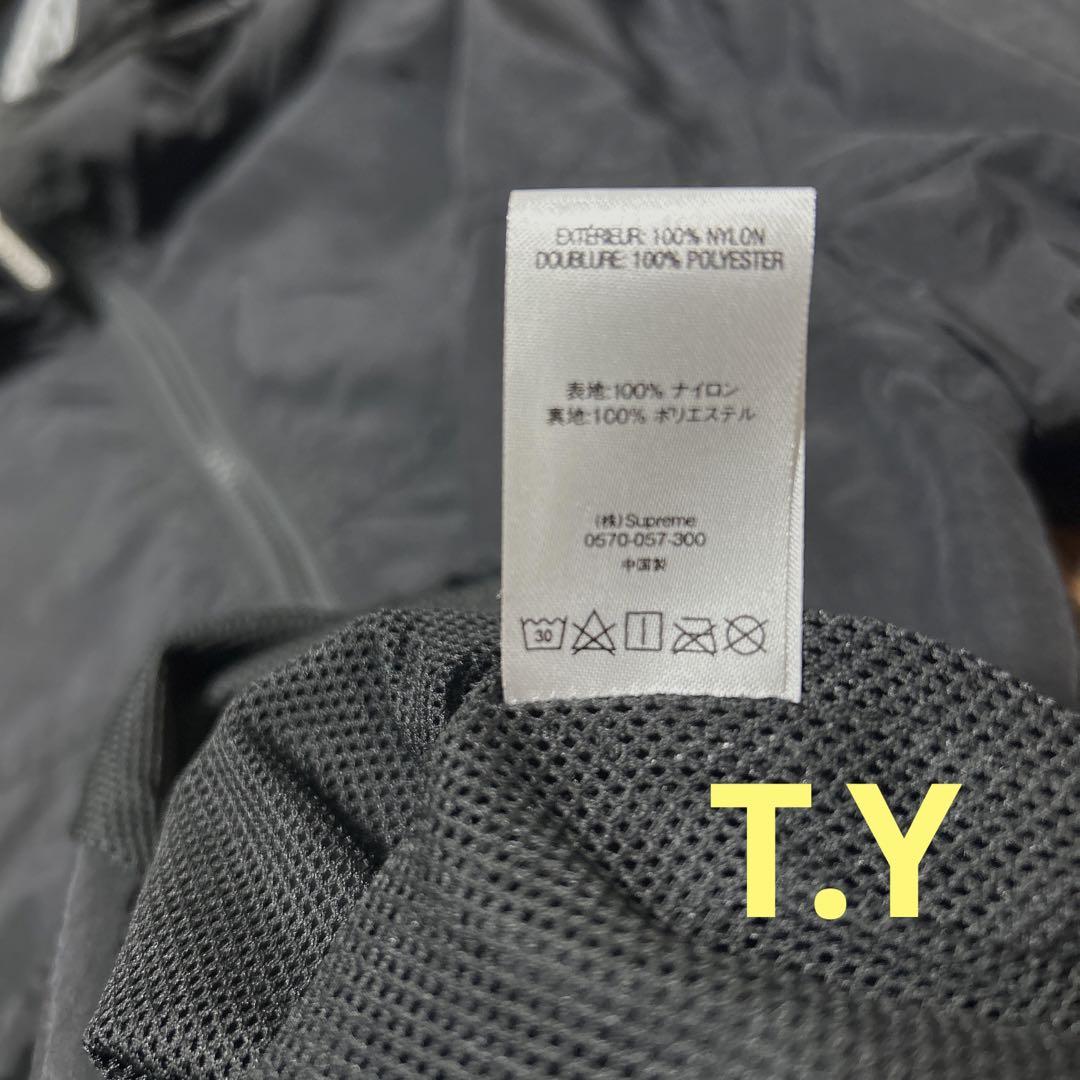 EXTÉRIEUR: 100% NYLON
DOUBLURE: 100% POLYESTER
表地:100% ナイロン
裏地:100% ポリエステル
(株)Supreme
0570-057-300
中国製
30
T.Y